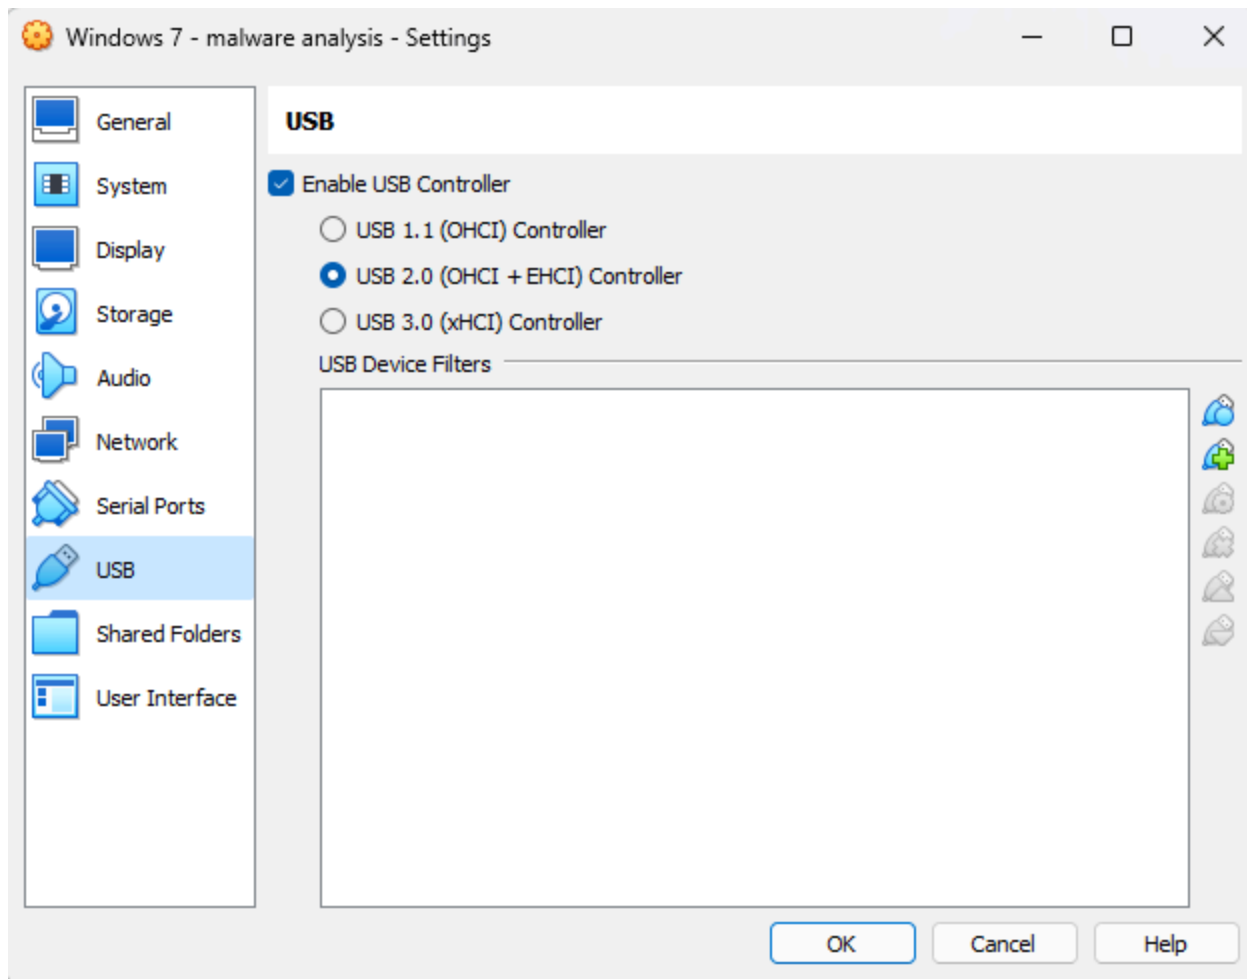 Windows 7 - malware analysis - Settings
General
System
Display
Storage
Audio
Network
Serial Ports
USB
Shared Folders
User Interface
USB
Enable USB Controller
USB 1.1 (OHCI) Controller
USB 2.0 (OHCI + EHCI) Controller
USB 3.0 (xHCI) Controller
USB Device Filters
OK
Cancel
Help